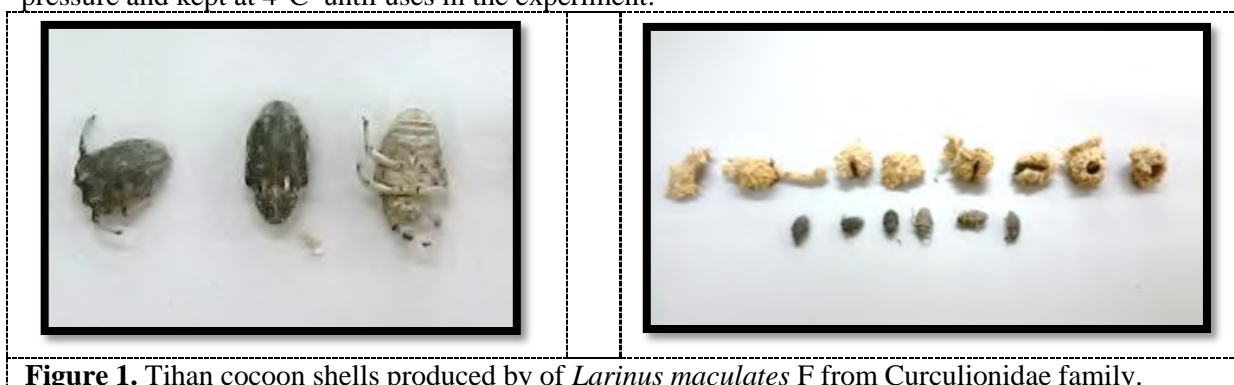 pressure and kept at 4°C until uses in the experiment.
Figure 1. Tihan cocoon shells produced by of Larinus maculates F from Curculionidae family.